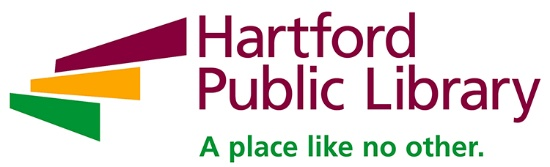 Hartford
Public Library
A place like no other.